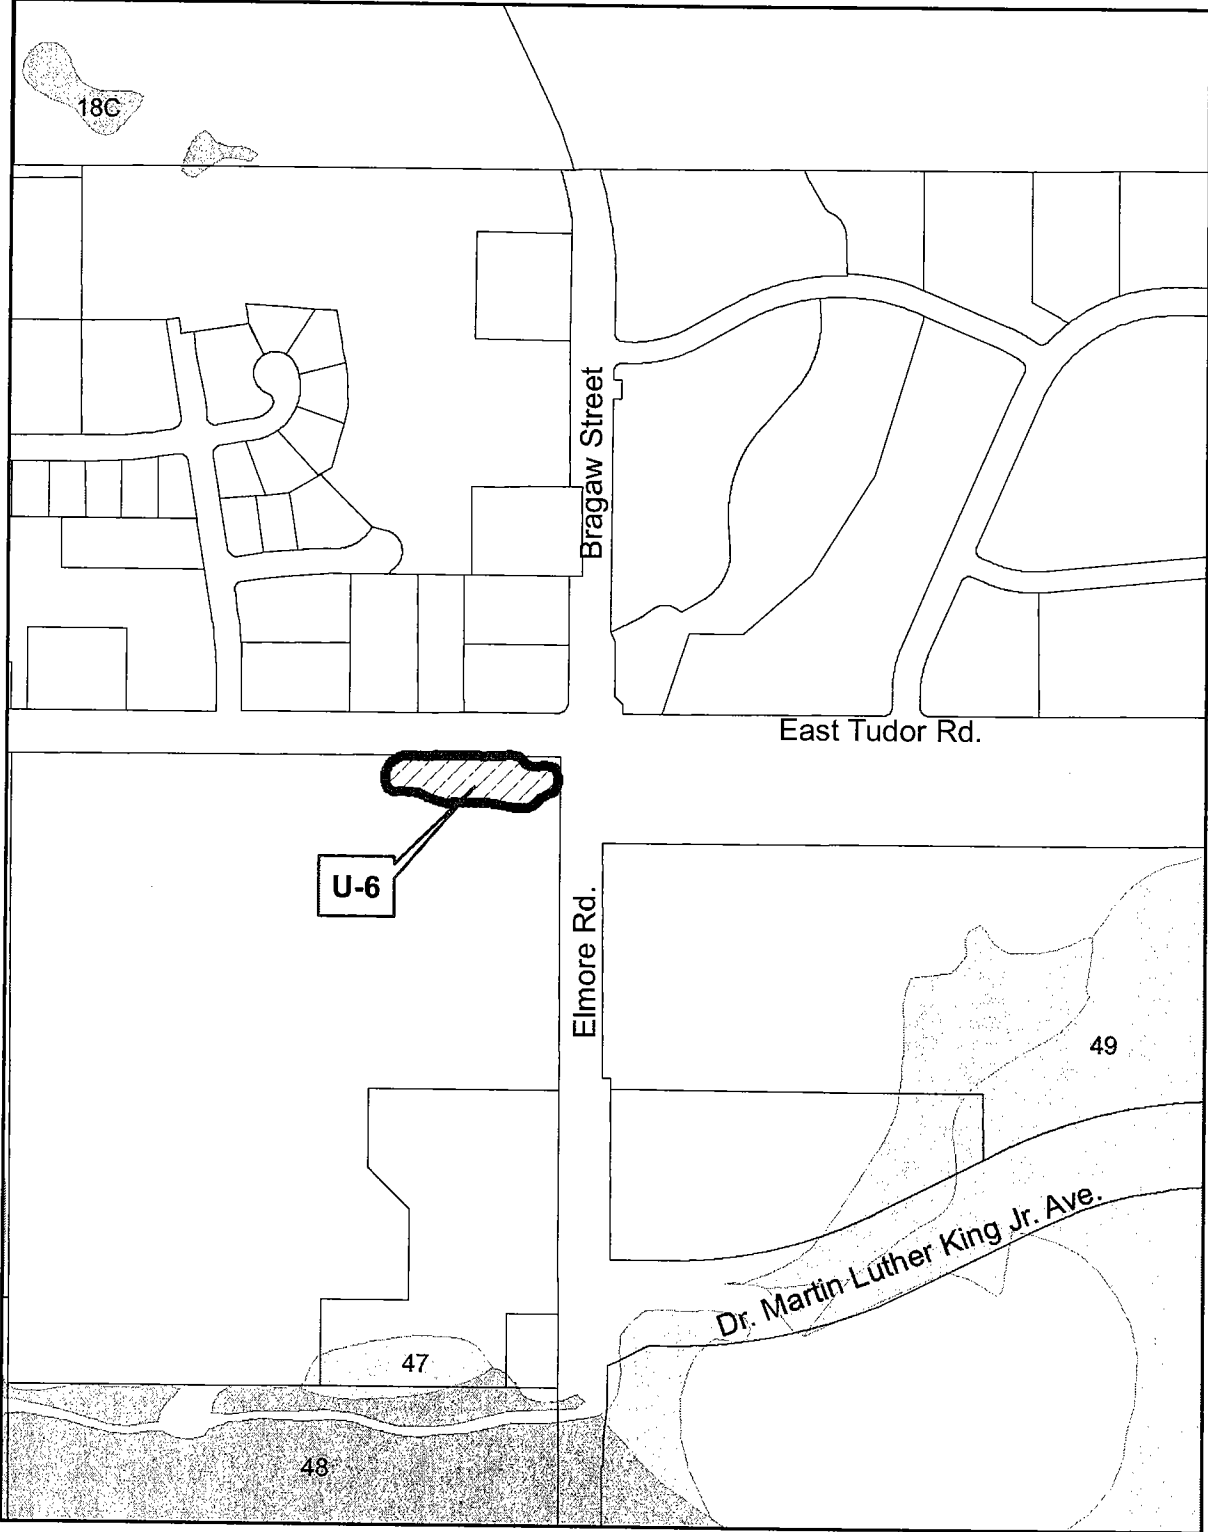 18C
Bragaw Street
East Tudor Rd.
U-6
Elmore Rd.
49
Dr. Martin Luther King Jr. Ave.
47
48